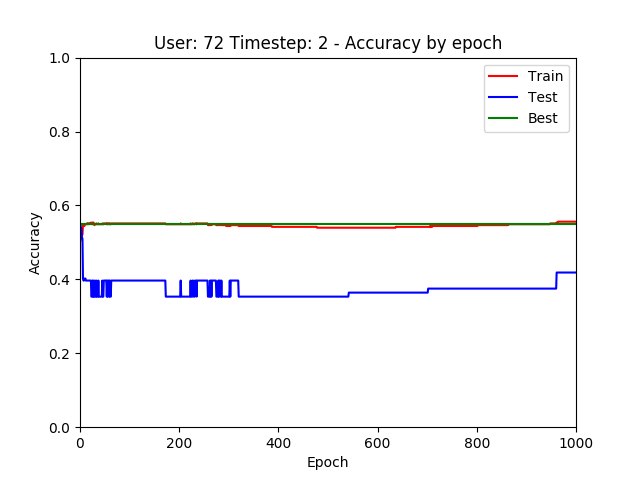 User: 72 Timestep: 2 - Accuracy by epoch
1.0
0.8
0.6
0.4
0.2
0.0
Accuracy
Train
Test
Best
0 200 400 600 800 1000
Epoch